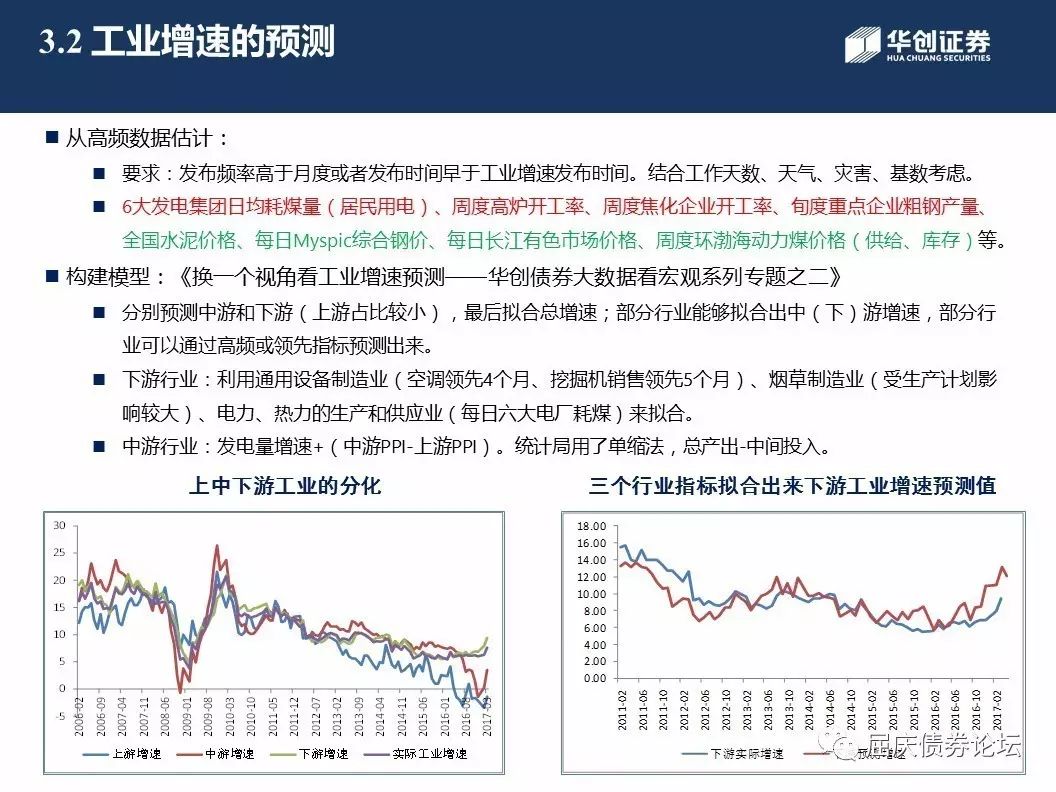 3.2 工业增速的预测
华创证券
HUA CHUANG SECURITIES
■ 从高频数据估计：
■ 要求：发布频率高于月度或者发布时间早于工业增速发布时间。结合工作天数、天气、灾害、基数考虑。
■ 6大发电集团日均耗煤量（居民用电）、周度高炉开工率、周度焦化企业开工率、旬度重点企业粗钢产量、
全国水泥价格、每日Myspic综合钢价、每日长江有色市场价格、周度环渤海动力煤价格（供给、库存）等。
■ 构建模型：《换一个视角看工业增速预测——华创债券大数据看宏观系列专题之二》
■ 分别预测中游和下游（上游占比较小），最后拟合总增速；部分行业能够拟合出中（下）游增速，部分行
业可以通过高频或领先指标预测出来。
■ 下游行业：利用通用设备制造业（空调领先4个月、挖掘机销售领先5个月）、烟草制造业（受生产计划影
响较大）、电力、热力的生产和供应业（每日六大电厂耗煤）来拟合。
■ 中游行业：发电量增速+（中游PPI-上游PPI）。统计局用了单缩法，总产出-中间投入。
上中下游工业的分化
30
25
20
15
10
5
0
-5
2006-02 2006-09 2007-04 2007-11 2008-06 2009-01 2009-08 2010-03 2010-10 2011-05 2011-12 2012-07 2013-02 2013-09 2014-04 2014-11 2015-06 2016-01 2016-08 2017-03
上游增速 中游增速 下游增速 实际工业增速
三个行业指标拟合出来下游工业增速预测值
18.00
16.00
14.00
12.00
10.00
8.00
6.00
4.00
2.00
0.00
2011-02 2011-06 2011-10 2012-02 2012-06 2012-10 2013-02 2013-06 2013-10 2014-02 2014-06 2014-10 2015-02 2015-06 2015-10 2016-02 2016-06 2016-10 2017-02
下游实际增速 预测增速
屈庆债券论坛